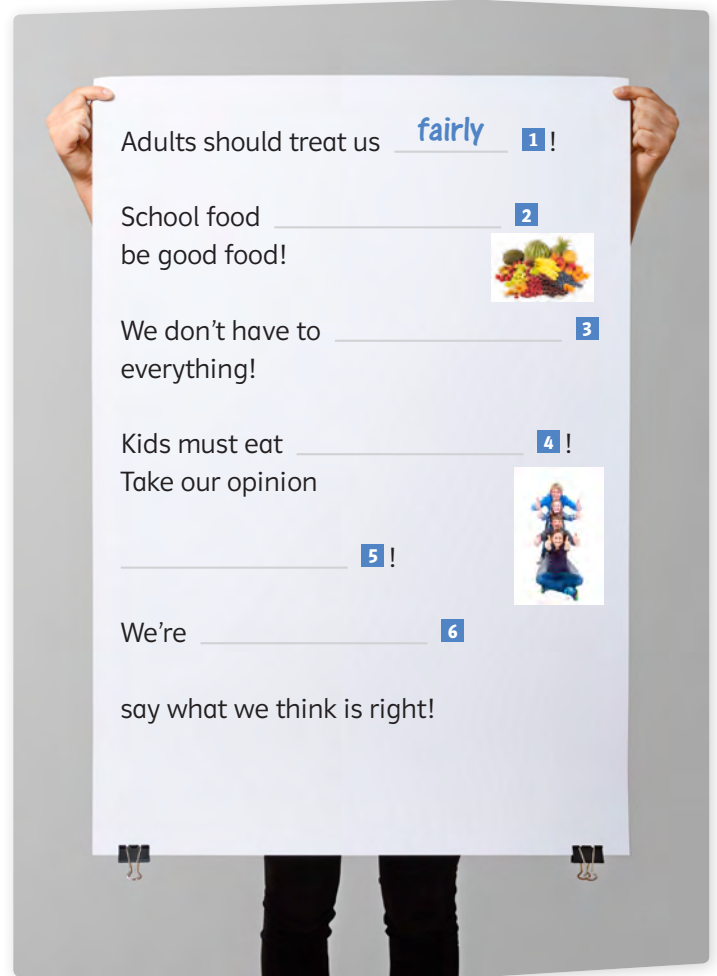 Adults should treat us fairly 1 !
School food 2
be good food!
We don't have to 3
everything!
Kids must eat 4 !
Take our opinion
5 !
We're 6
say what we think is right!